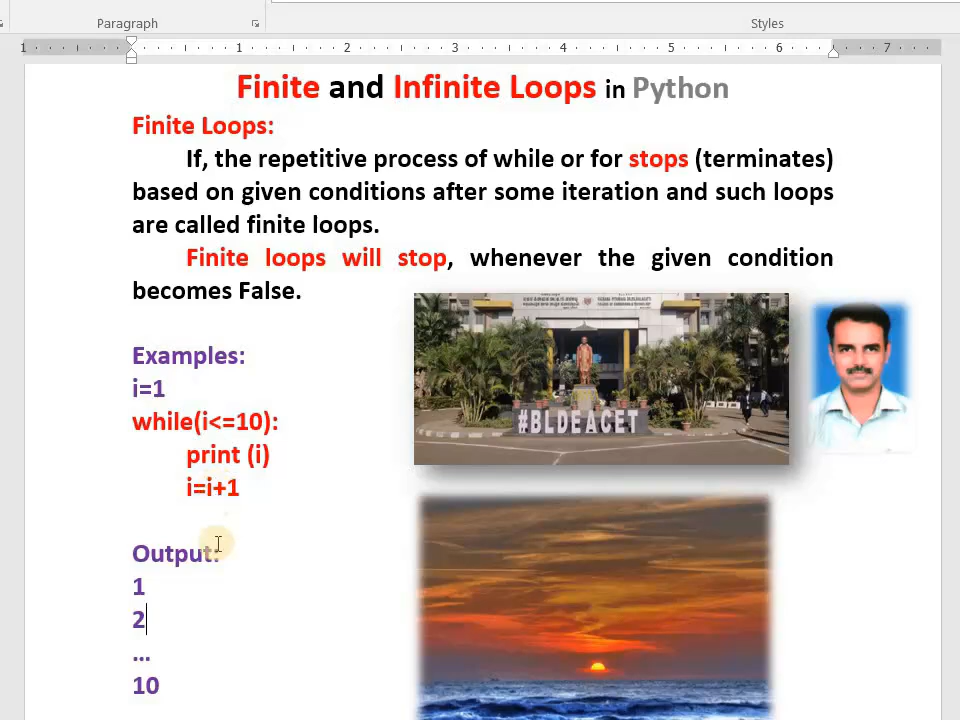 Paragraph
Styles
1 1 2 3 4 5 6 7
Finite and Infinite Loops in Python
Finite Loops:
If, the repetitive process of while or for stops (terminates)
based on given conditions after some iteration and such loops
are called finite loops.
Finite loops will stop, whenever the given condition
becomes False.
Examples:
i=1
while(i<=10):
print (i)
i=i+1
#BLDEACET
Output:
1
2
...
10